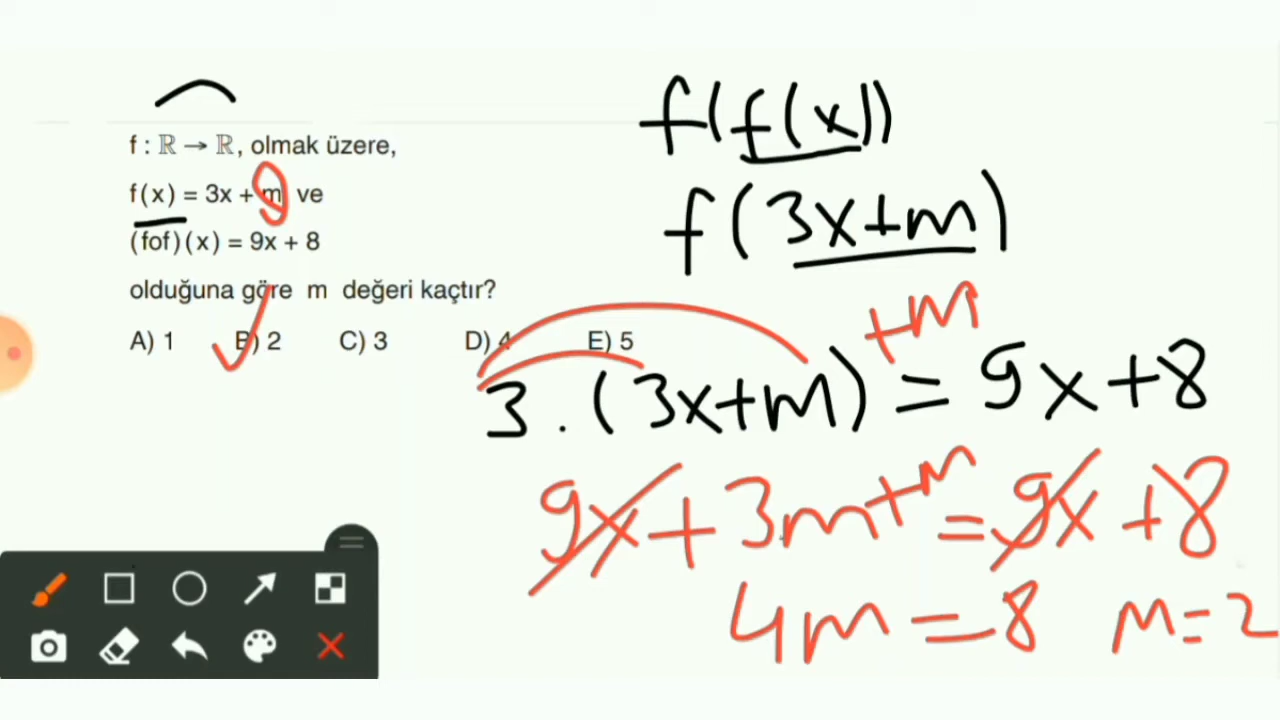 f : ℝ → ℝ, olmak üzere,
f(x) = 3x + m ve
(fof)(x) = 9x + 8
olduğuna göre m değeri kaçtır?
A) 1 B) 2 C) 3 D) 4 E) 5
f(f(x))
f(3x+m)
3.(3x+m)+m = 9x+8
9x+3m+m = 9x+8
4m = 8 m = 2